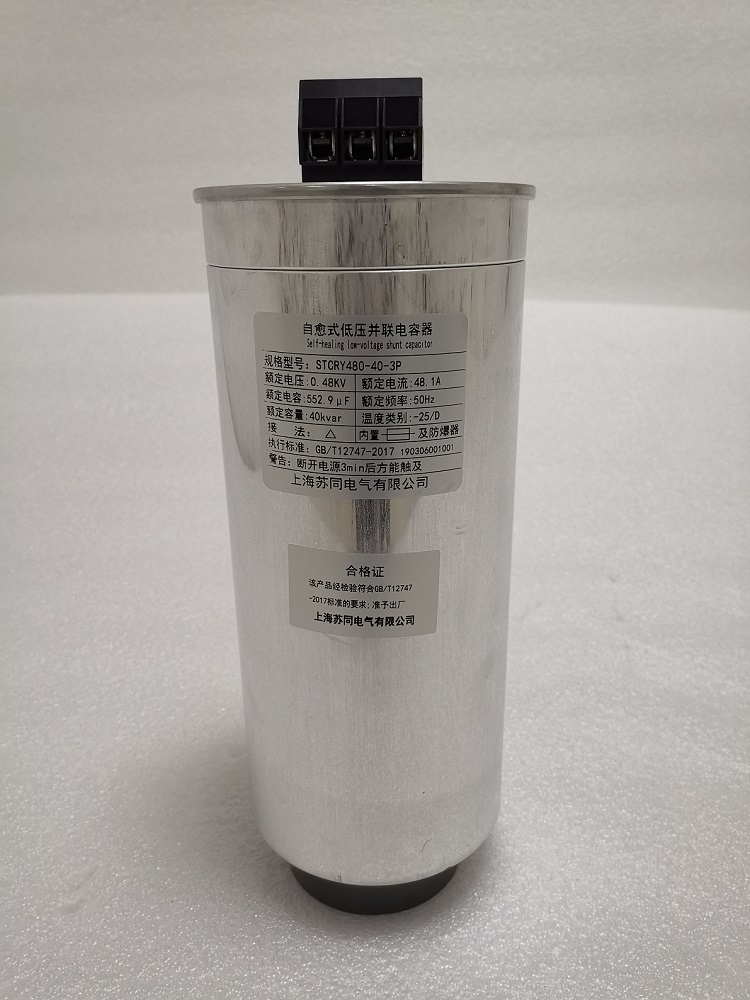 自愈式低压并联电容器
Self-healing low-voltage shunt capacitor
规格型号: STCRY480-40-3P
额定电压:0.48KV 额定电流:48.1A
额定电容:552.9μF 额定频率:50Hz
额定容量:40kvar 温度类别:-25/D
接 法: △ 内置 及防爆器
执行标准: GB/T12747-2017 190306001001
警告: 断开电源3min后方能触及
上海苏同电气有限公司
合格证
该产品经检验符合GB/T12747
-2017标准的要求; 准予出厂
上海苏同电气有限公司